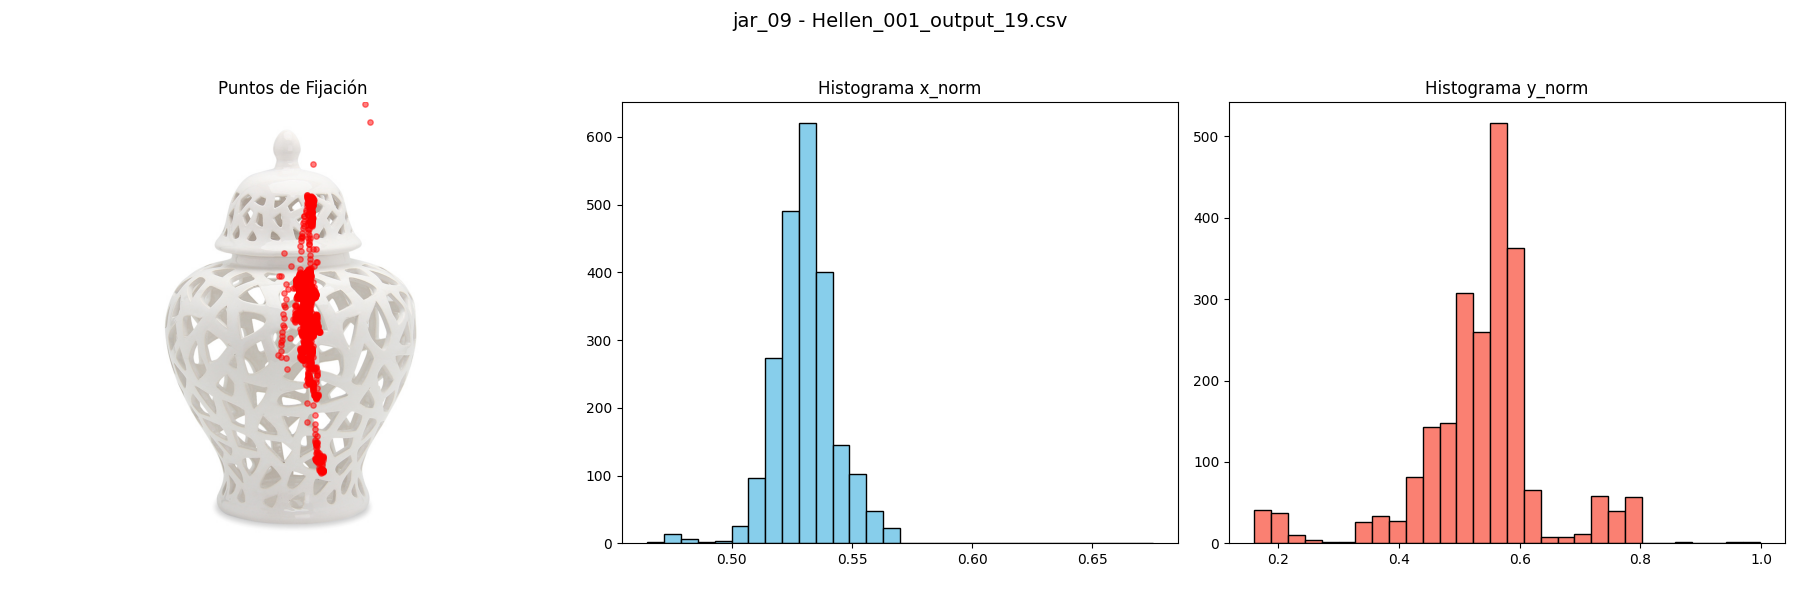 jar_09 - Hellen_001_output_19.csv
Puntos de Fijación
Histograma x_norm
600
500
400
300
200
100
0
0.50 0.55 0.60 0.65
Histograma y_norm
500
400
300
200
100
0
0.2 0.4 0.6 0.8 1.0